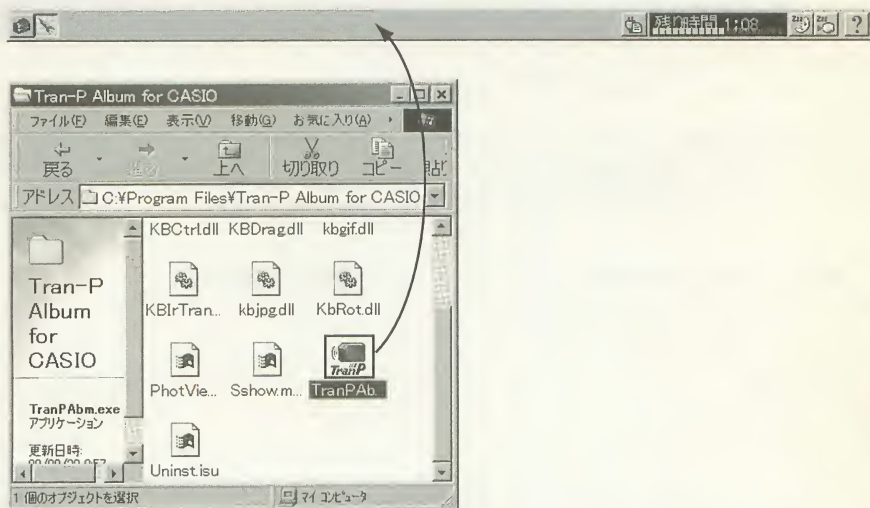 残り時間 1:08
?
Tran-P Album for CASIO
ファイル(F) 編集(E) 表示(V) 移動(G) お気に入り(A)
戻る 上へ 切り取り コピー
アドレス C:¥Program Files¥Tran-P Album for CASIO
Tran-P
Album
for
CASIO
TranPAbm.exe
アプリケーション
更新日時:
KBCtrl.dll KBDrag.dll kbgif.dll
KBIrTran... kbjpg.dll KbRot.dll
TranP
PhotVie... Sshow.m... TranPAb...
Uninst.isu
1 個のオブジェクトを選択 マイ コンピュータ